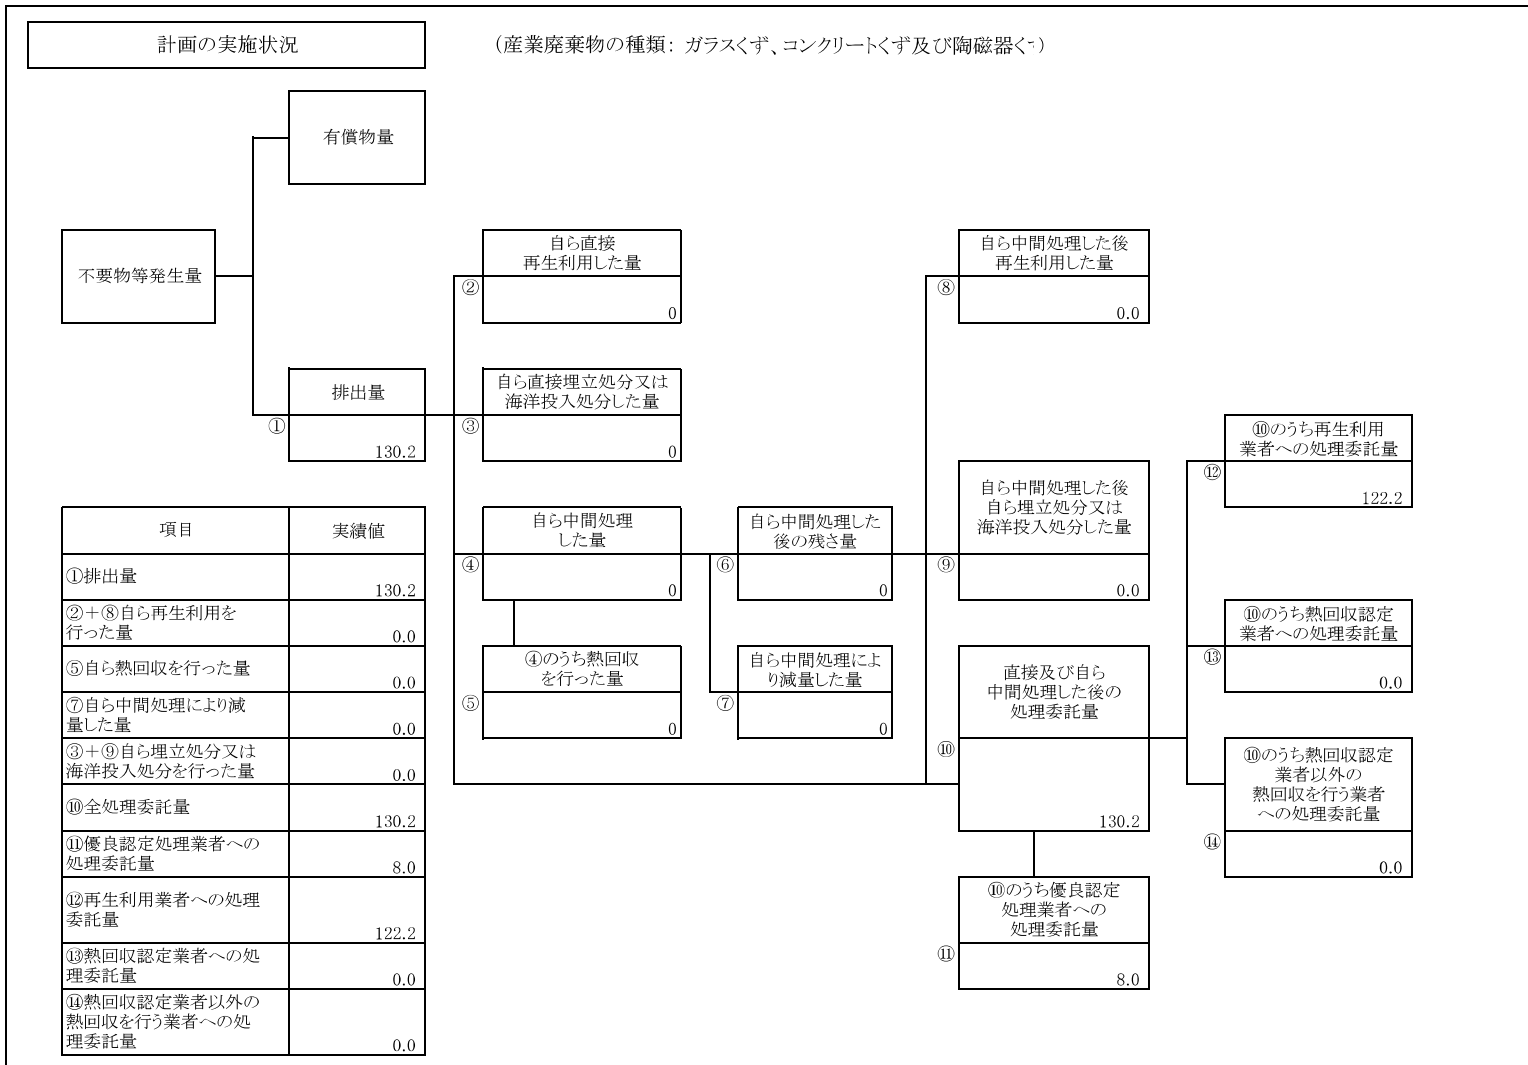 計画の実施状況
（産業廃棄物の種類：ガラスくず、コンクリートくず及び陶磁器く
有償物量
不要物等発生量
排出量
①
130.2
自ら直接
再生利用した量
②
0
自ら直接埋立処分又は
海洋投入処分した量
③
0
自ら中間処理
した量
④
0
④のうち熱回収
を行った量
⑤
0
自ら中間処理した
後の残さ量
⑥
0
自ら中間処理によ
り減量した量
⑦
0
自ら中間処理した後
再生利用した量
⑧
0.0
自ら中間処理した後
自ら埋立処分又は
海洋投入処分した量
⑨
0.0
直接及び自ら
中間処理した後の
処理委託量
⑩
130.2
⑩のうち優良認定
処理業者への
処理委託量
⑪
8.0
⑩のうち再生利用
業者への処理委託量
⑫
122.2
⑩のうち熱回収認定
業者への処理委託量
⑬
0.0
⑩のうち熱回収認定
業者以外の
熱回収を行う業者
への処理委託量
⑭
0.0
項目 実績値
①排出量
130.2
②＋⑧自ら再生利用を
行った量
0.0
⑤自ら熱回収を行った量
0.0
⑦自ら中間処理により減
量した量
0.0
③＋⑨自ら埋立処分又は
海洋投入処分を行った量
0.0
⑩全処理委託量
130.2
⑪優良認定処理業者への
処理委託量
8.0
⑫再生利用業者への処理
委託量
122.2
⑬熱回収認定業者への処
理委託量
0.0
⑭熱回収認定業者以外の
熱回収を行う業者への処
理委託量
0.0